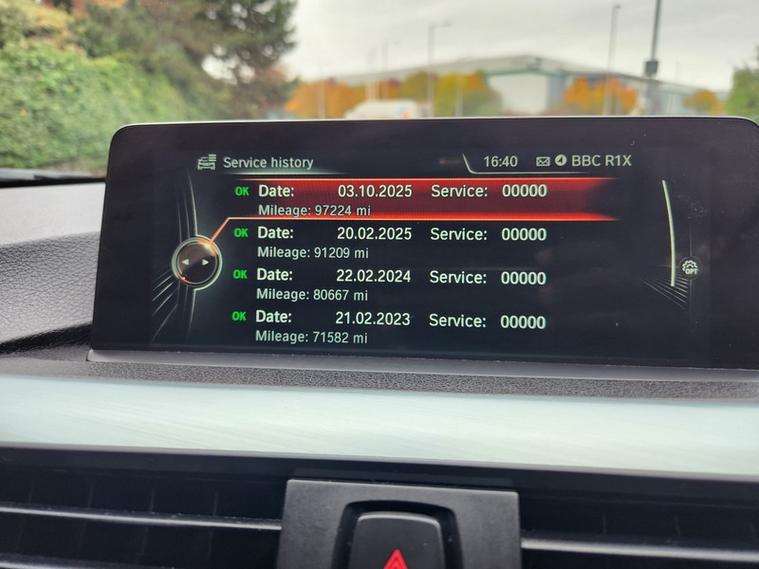 Service history 16:40 BBC R1X
OK Date: 03.10.2025 Service: 00000
Mileage: 97224 mi
OK Date: 20.02.2025 Service: 00000
Mileage: 91209 mi
OK Date: 22.02.2024 Service: 00000
Mileage: 80667 mi
OK Date: 21.02.2023 Service: 00000
Mileage: 71582 mi
OPT